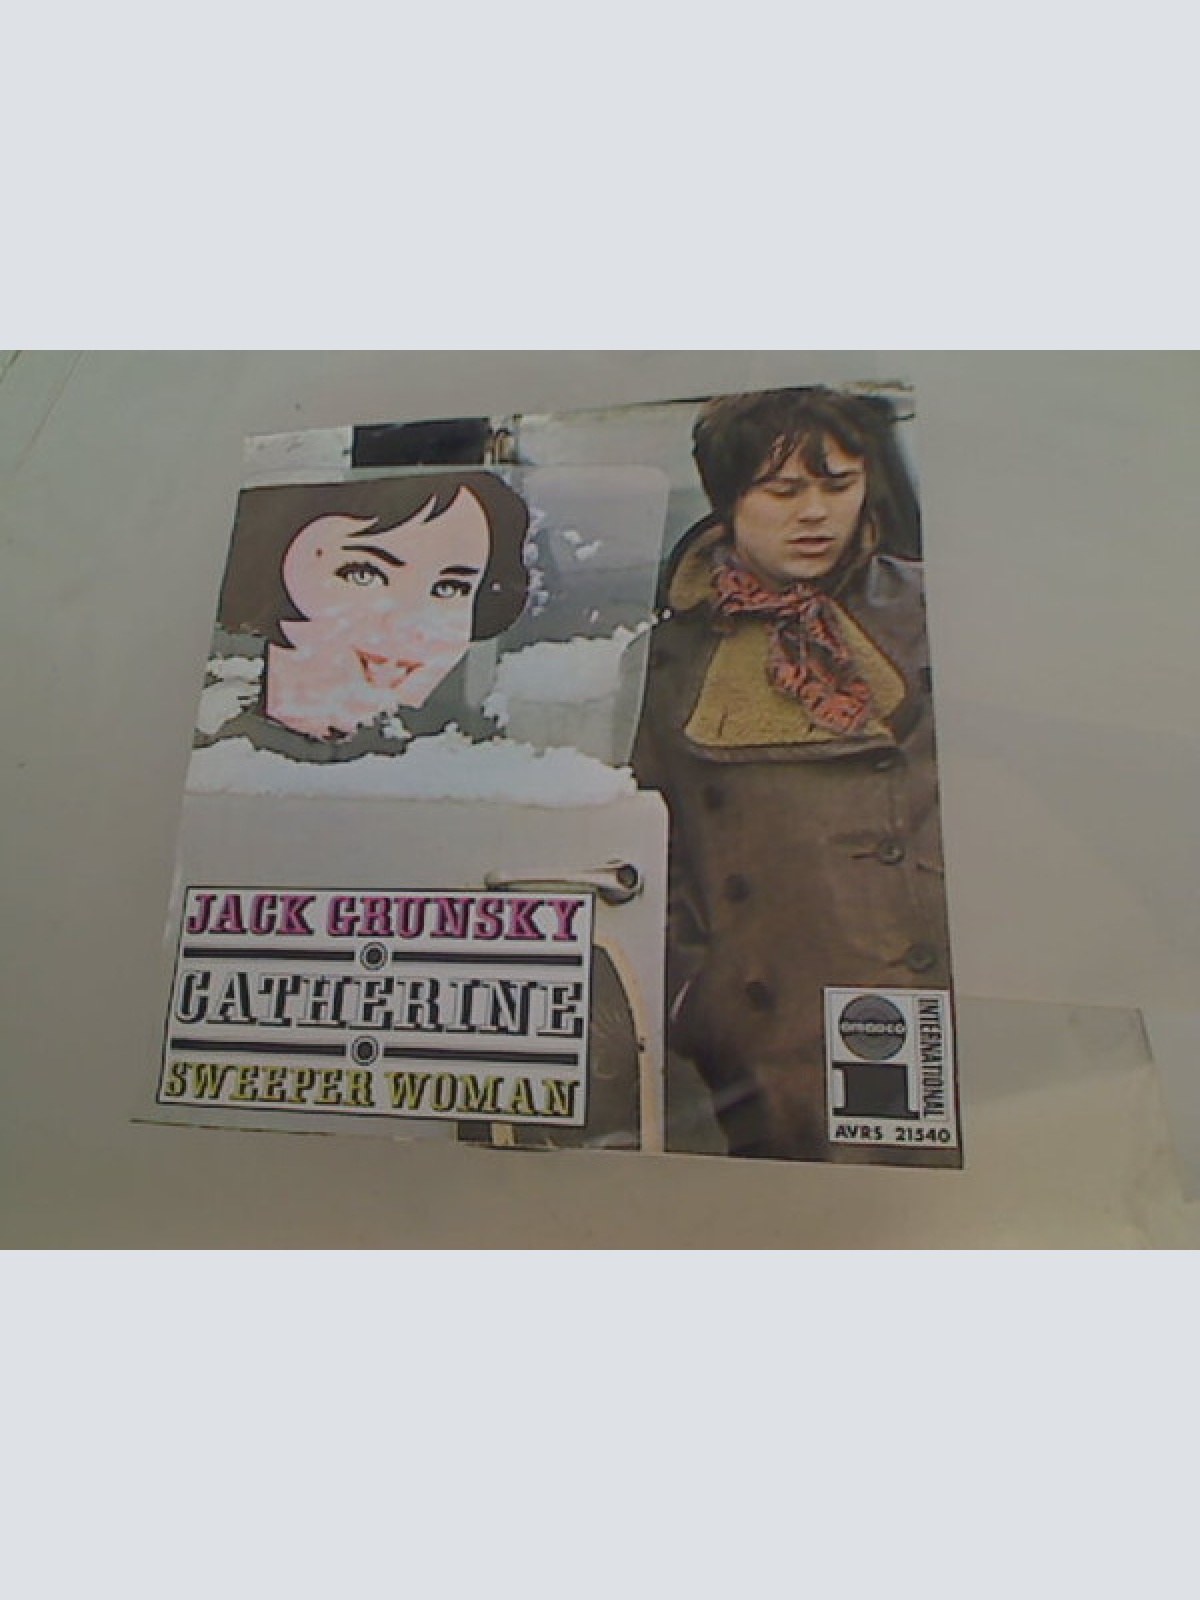 JACK GRUNSKY
CATHERINE
SWEEPER WOMAN
amadeo
INTERNATIONAL
AVRS 21540